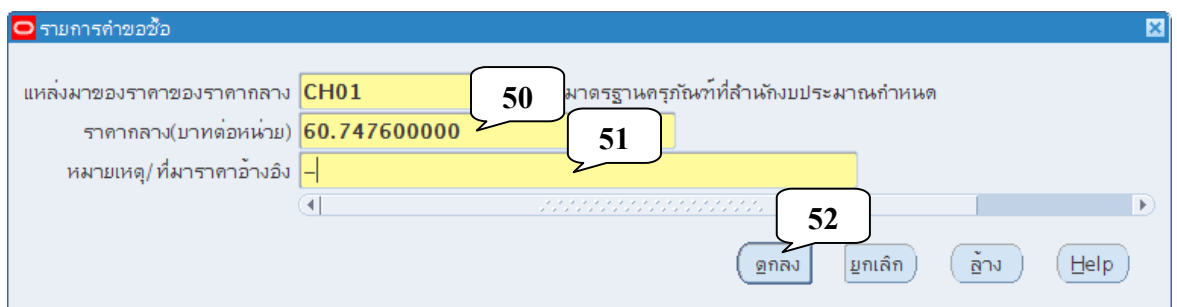 รายการคำขอซื้อ
แหล่งมาของราคาของราคากลาง CH01 50 มาตรฐานครุภัณฑ์ที่สำนักงบประมาณกำหนด
ราคากลาง(บาทต่อหน่วย) 60.747600000 51
หมายเหตุ/ที่มาราคาอ้างอิง –
52
ตกลง ยกเลิก ล้าง Help